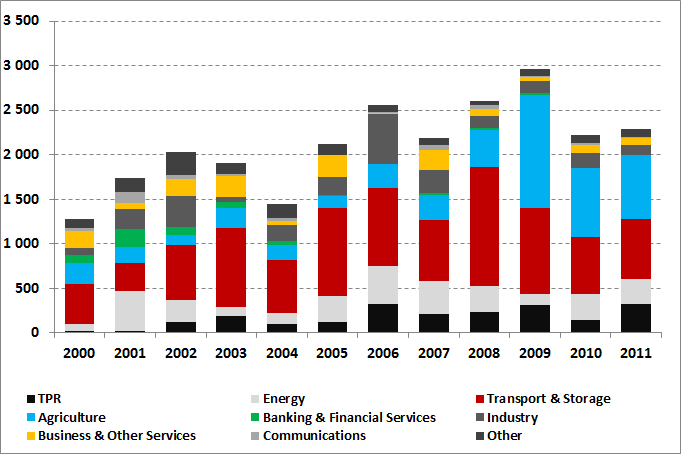 3 500
3 000
2 500
2 000
1 500
1 000
500
0
2000 2001 2002 2003 2004 2005 2006 2007 2008 2009 2010 2011
TPR Energy Transport & Storage
Agriculture Banking & Financial Services Industry
Business & Other Services Communications Other